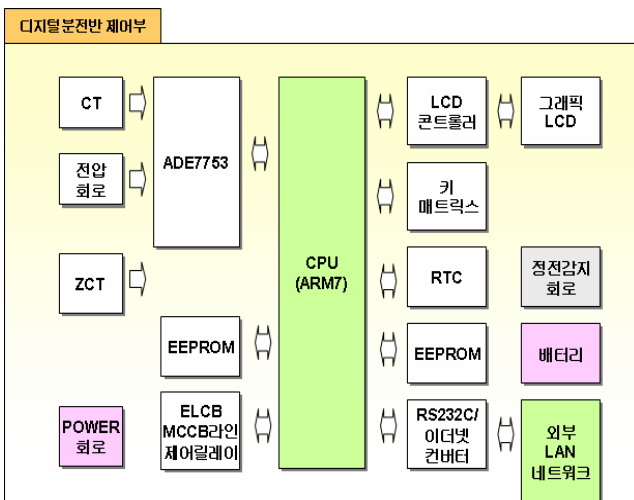 디지털분전반 제어부
CT
전압
회로
ZCT
ADE7753
EEPROM
POWER
회로
ELCB
MCCB라인
제어릴레이
CPU
(ARM7)
LCD
콘트롤러
그래픽
LCD
키
매트릭스
RTC
정전감지
회로
EEPROM
배터리
RS232C/
이더넷
컨버터
외부
LAN
네트워크